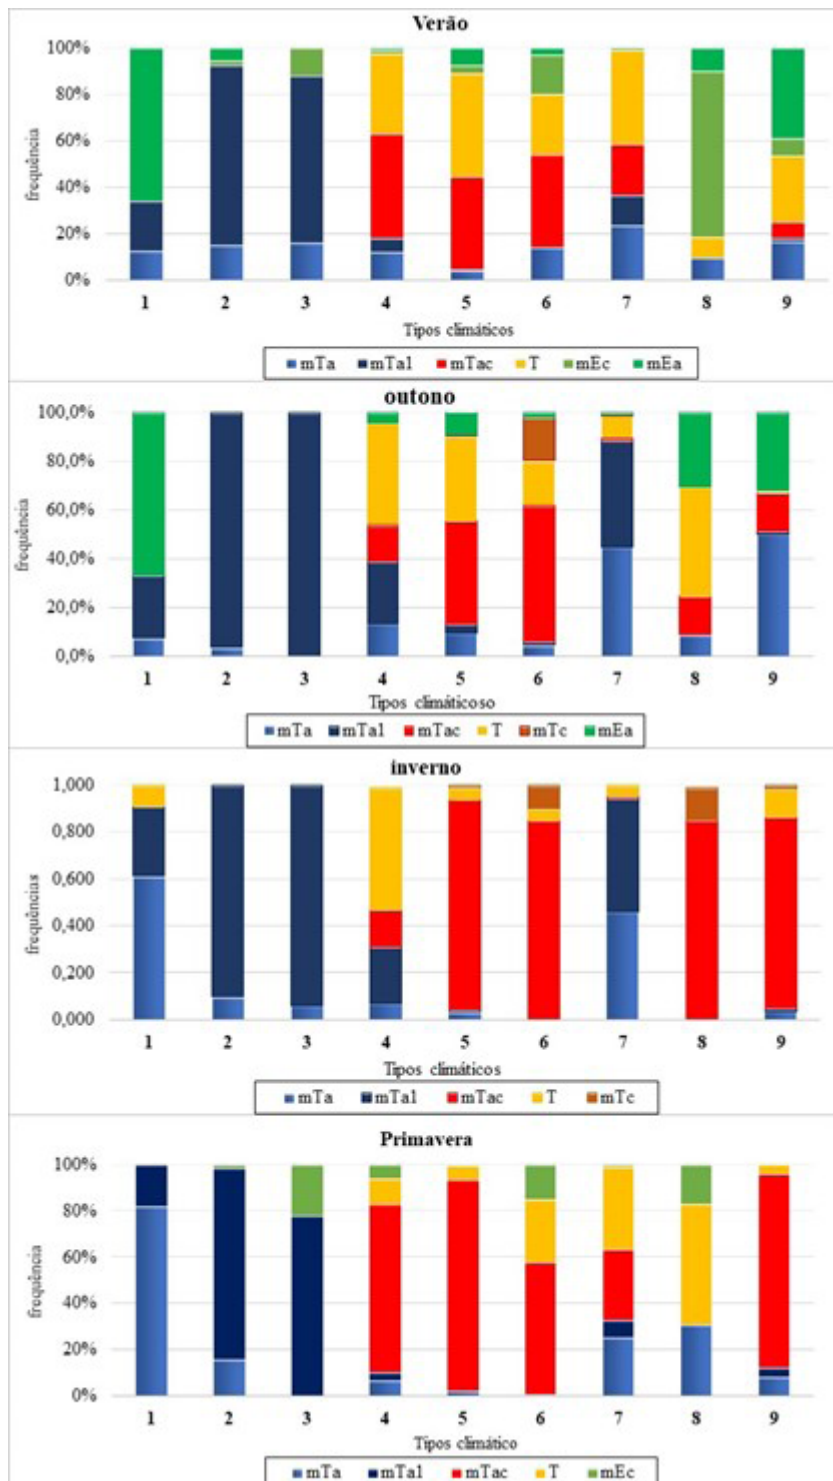 Verão
100%
80%
60%
40%
20%
0%
frequência
1 2 3 4 5 6 7 8 9
Tipos climáticos
mTa mTa1 mTac T mEc mEa
outono
100,0%
80,0%
60,0%
40,0%
20,0%
0,0%
frequência
1 2 3 4 5 6 7 8 9
Tipos climáticoso
mTa mTa1 mTac T mTc mEa
inverno
1,000
0,800
0,600
0,400
0,200
0,000
frequências
1 2 3 4 5 6 7 8 9
Tipos climáticos
mTa mTa1 mTac T mTc
Primavera
100%
80%
60%
40%
20%
0%
frequência
1 2 3 4 5 6 7 8 9
Tipos climático
mTa mTa1 mTac T mEc